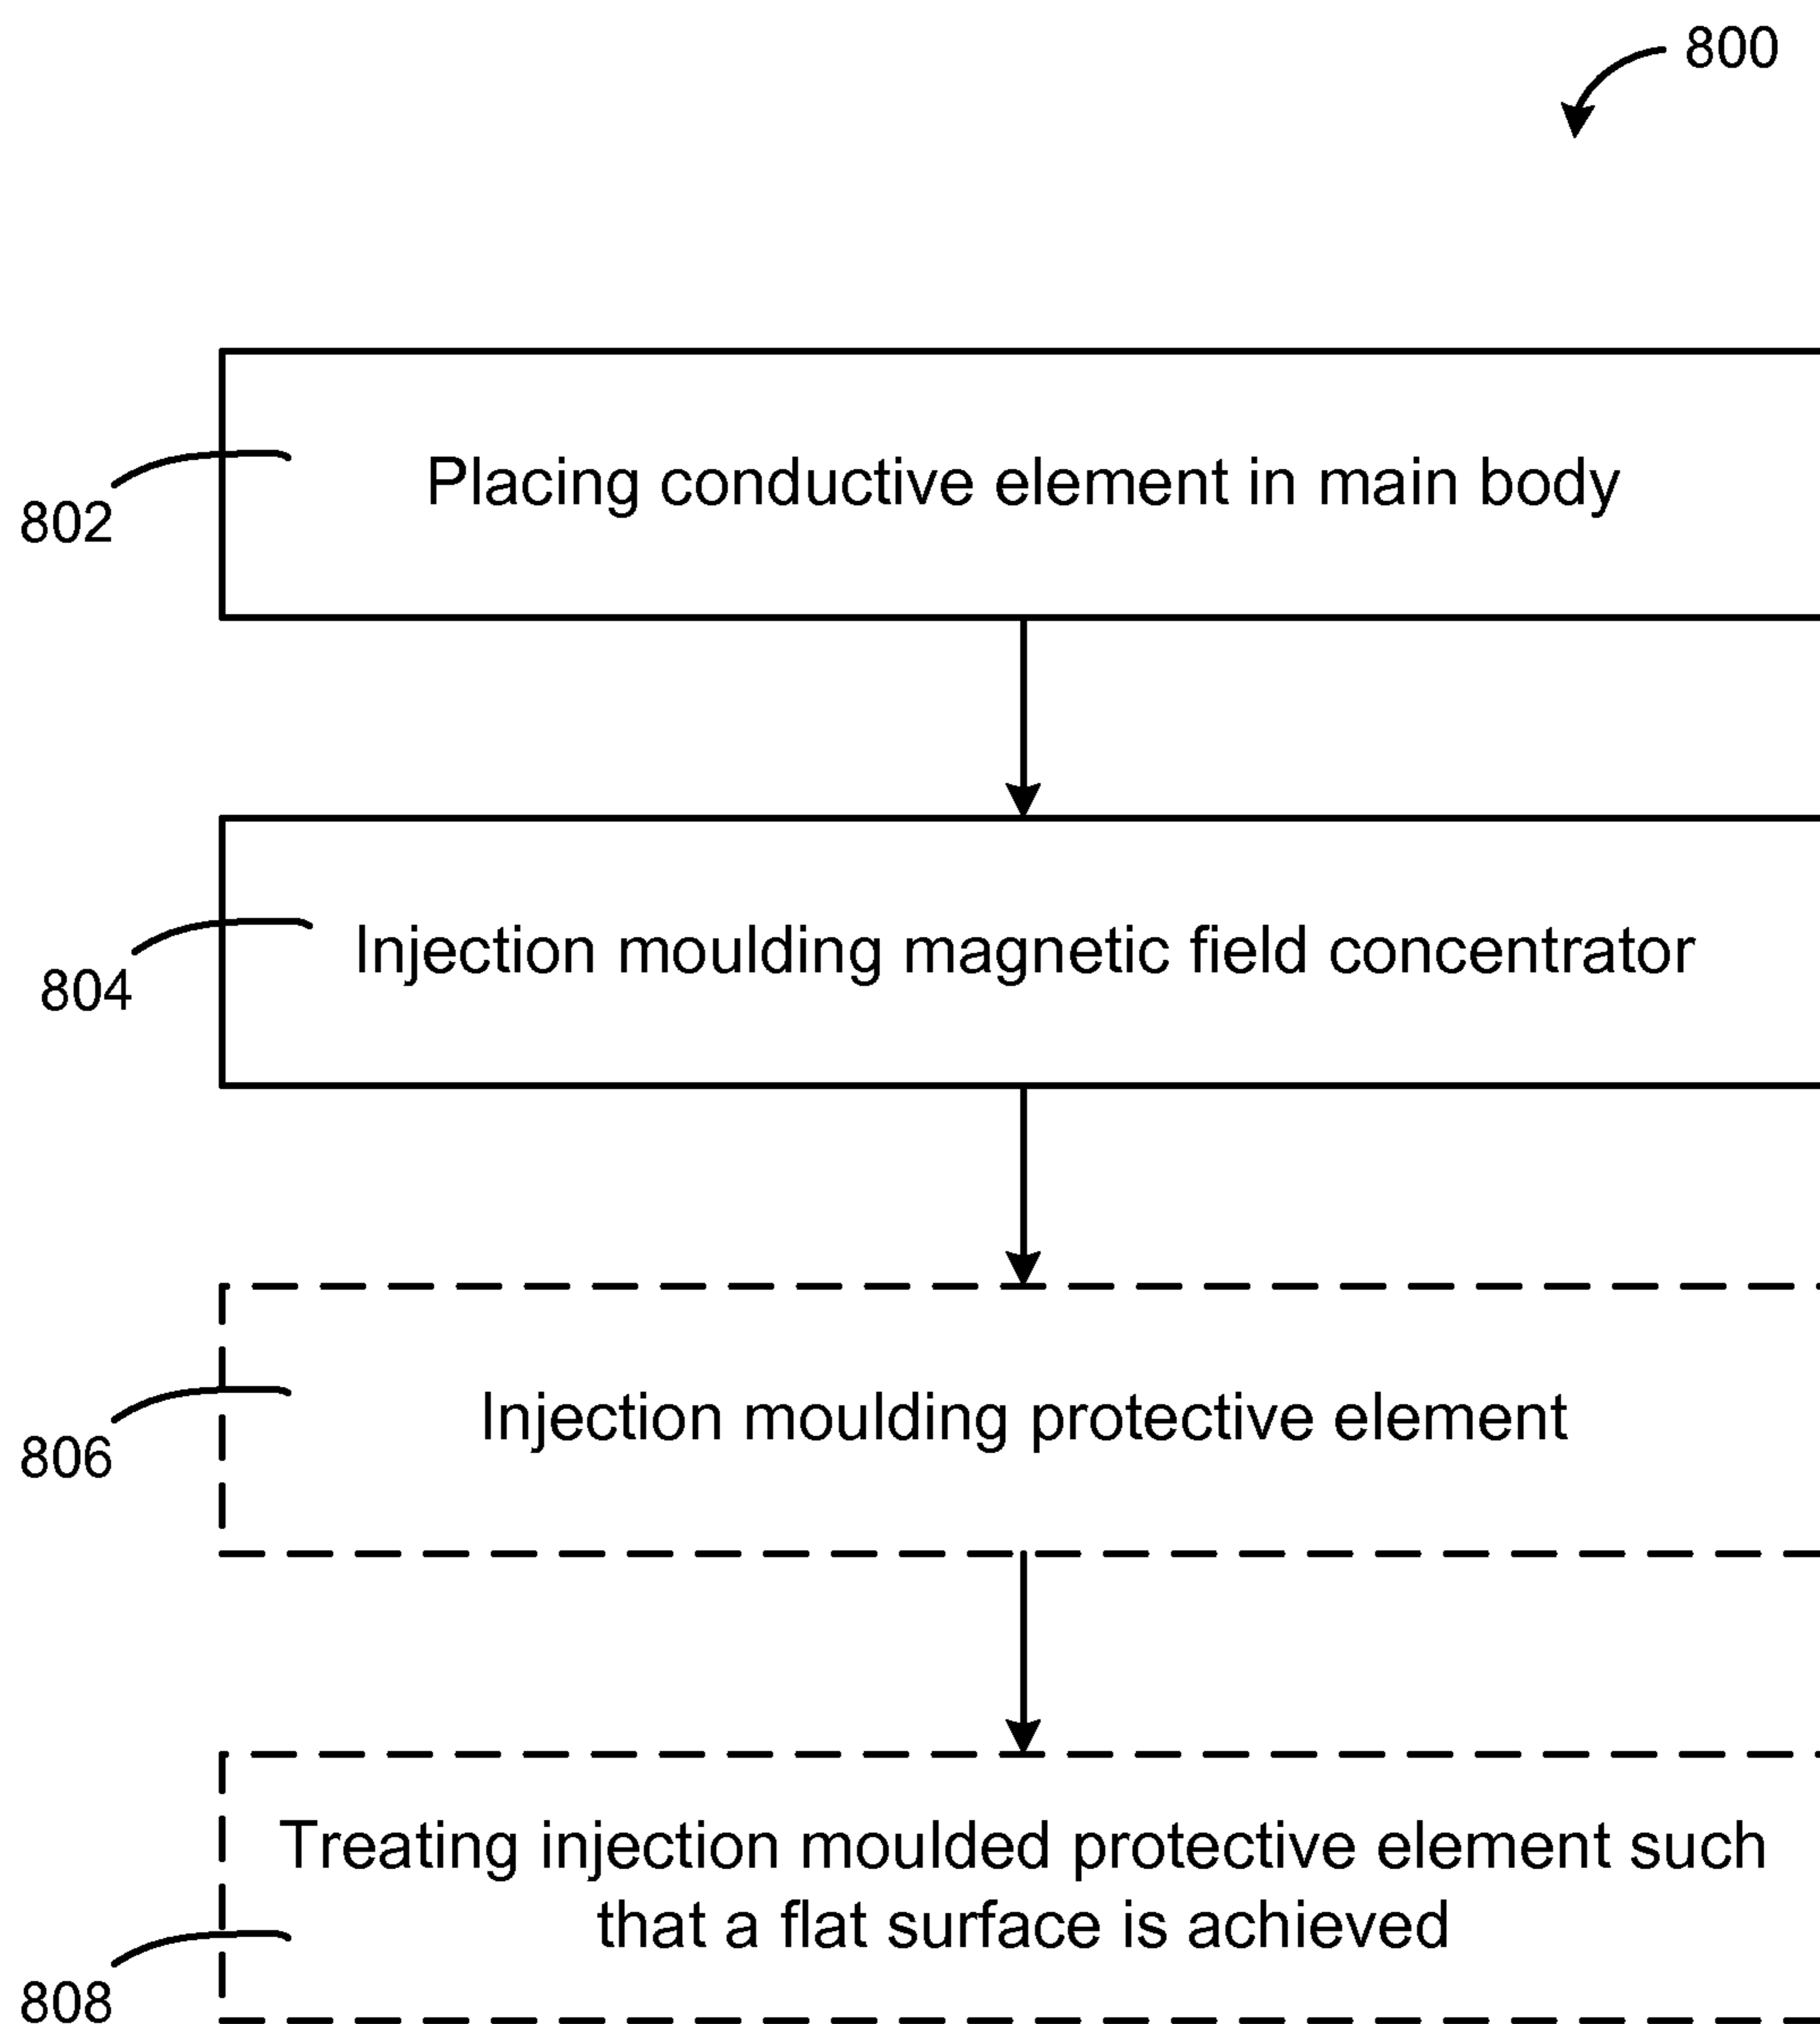 800
Placing conductive element in main body
802
Injection moulding magnetic field concentrator
804
Injection moulding protective element
806
Treating injection moulded protective element such
that a flat surface is achieved
808